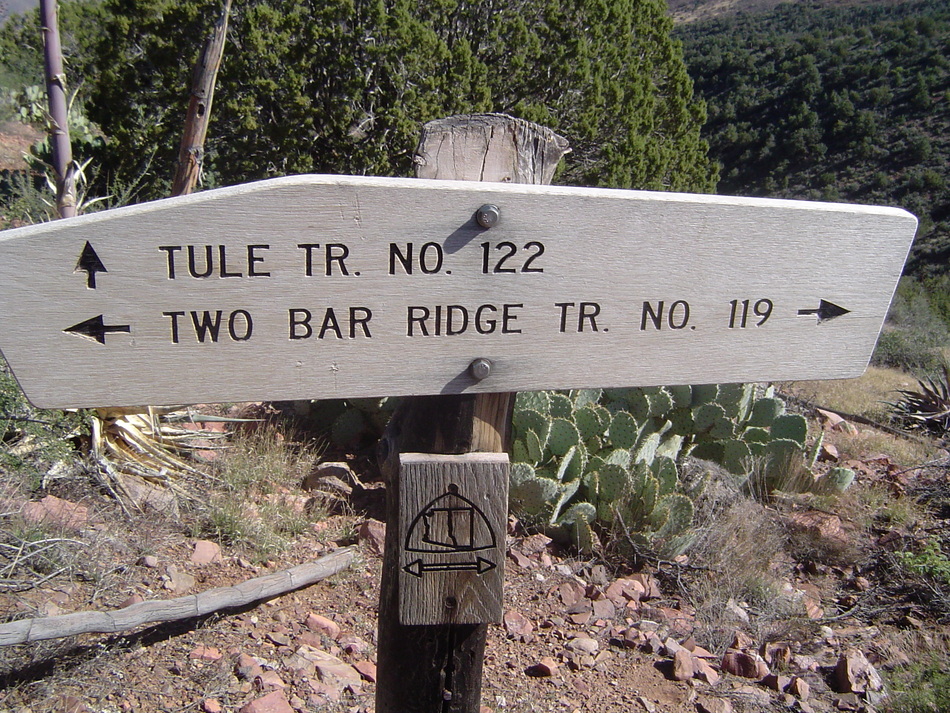 TULE TR. NO. 122
TWO BAR RIDGE TR. NO. 119